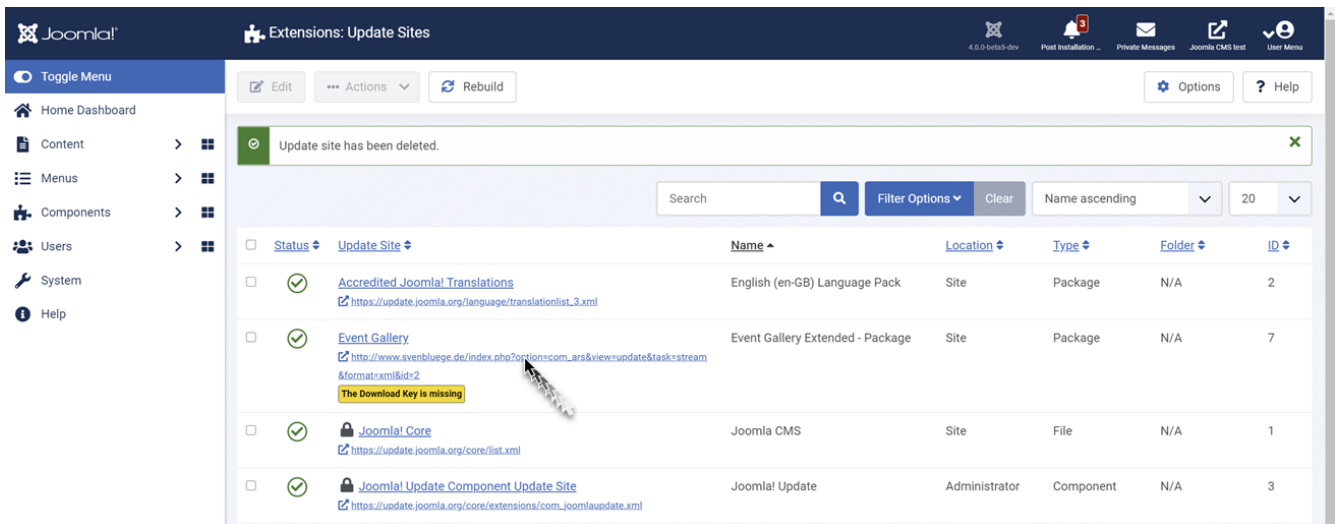 Joomla!
Extensions: Update Sites
4.0.0-beta5-dev
3
Post Installation ...
Private Messages
Joomla CMS test
User Menu
Toggle Menu
Home Dashboard
Content
Menus
Components
Users
System
Help
Edit
Actions
Rebuild
Options
? Help
Update site has been deleted.
Search
Filter Options
Clear
Name ascending
20
Status Update Site Name Location Type Folder ID
Accredited Joomla! Translations English (en-GB) Language Pack Site Package N/A 2
https://update.joomla.org/language/translationlist_3.xml
Event Gallery Event Gallery Extended - Package Site Package N/A 7
http://www.svenbluege.de/index.php?option=com_ars&view=update&task=stream
&format=xml&id=2
The Download Key is missing
Joomla! Core Joomla CMS Site File N/A 1
https://update.joomla.org/core/list.xml
Joomla! Update Component Update Site Joomla! Update Administrator Component N/A 3
https://update.joomla.org/core/extensions/com_joomlaupdate.xml